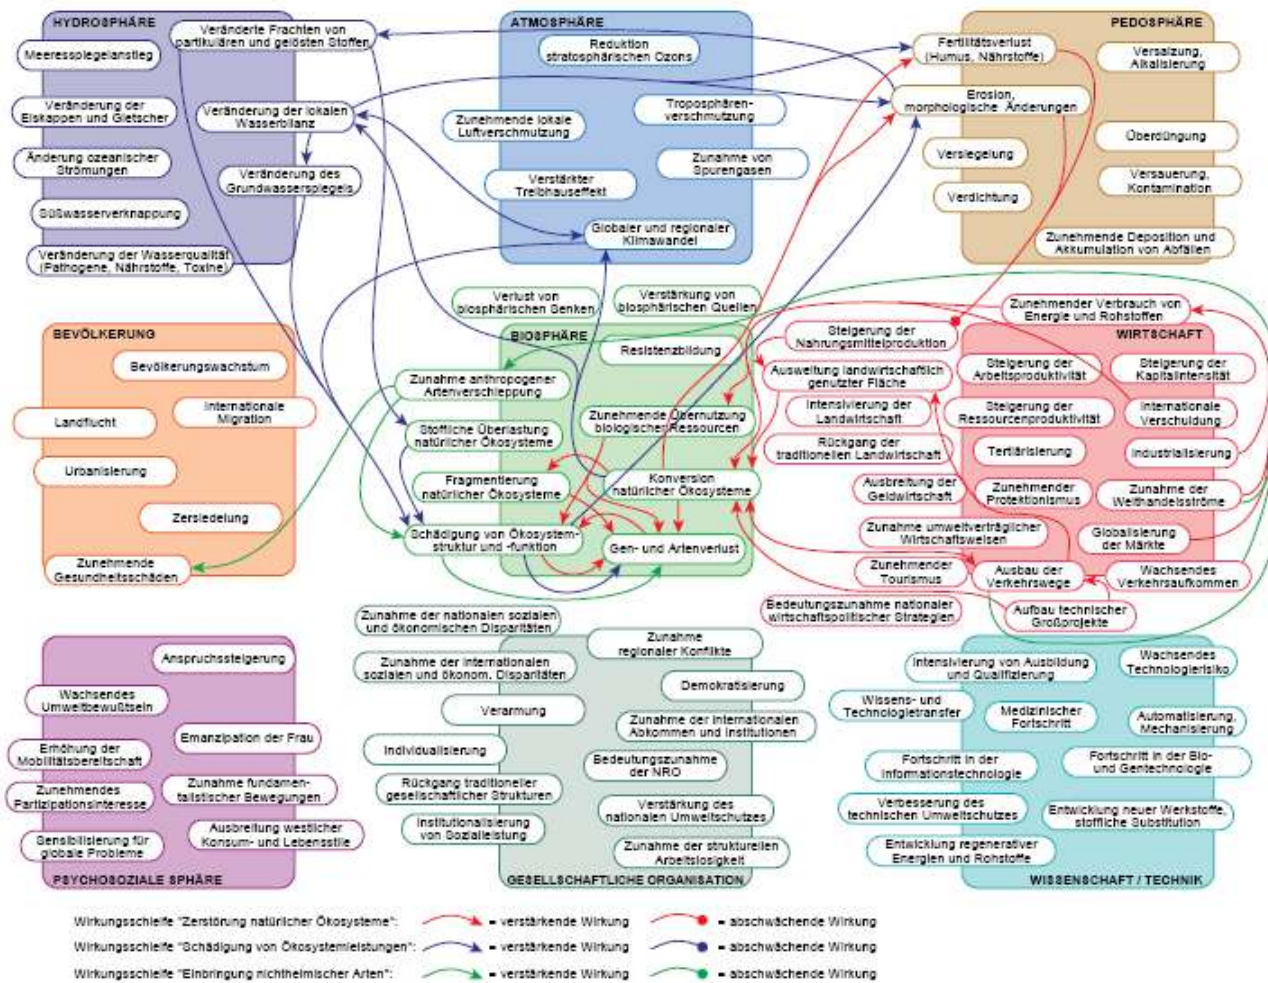 HYDROSPHÄRE
Veränderte Frachten von
partikulären und gelösten Stoffen
Meeresspiegelanstieg
Veränderung der
Eiskappen und Gletscher
Veränderung der lokalen
Wasserbilanz
Änderung ozeanischer
Strömungen
Veränderung des
Grundwasserspiegels
Süßwasserverknappung
Veränderung der Wasserqualität
(Pathogene, Nährstoffe, Toxine)
ATMOSPHÄRE
Reduktion
stratosphärischen Ozons
Troposphären-
verschmutzung
Zunehmende lokale
Luftverschmutzung
Zunahme von
Spurengasen
Verstärkter
Treibhauseffekt
Globaler und regionaler
Klimawandel
PEDOSPHÄRE
Fertilitätsverlust
(Humus, Nährstoffe)
Versalzung,
Alkalisierung
Erosion,
morphologische Änderungen
Überdüngung
Versiegelung
Versauerung,
Kontamination
Verdichtung
Zunehmende Deposition und
Akkumulation von Abfällen
BEVÖLKERUNG
Bevölkerungswachstum
Internationale
Migration
Landflucht
Urbanisierung
Zersiedelung
Zunehmende
Gesundheitsschäden
Verlust von
biosphärischen Senken
Verstärkung von
biosphärischen Quellen
BIOSPHÄRE
Resistenzbildung
Zunahme anthropogener
Artenverschleppung
Zunehmende Übernutzung
biologischer Ressourcen
Stoffliche Überlastung
natürlicher Ökosysteme
Fragmentierung
natürlicher Ökosysteme
Konversion
natürlicher Ökosysteme
Schädigung von Ökosystem-
struktur und -funktion
Gen- und Artenverlust
Zunehmender Verbrauch von
Energie und Rohstoffen
WIRTSCHAFT
Steigerung der
Nahrungsmittelproduktion
Ausweitung landwirtschaftlich
genutzter Fläche
Steigerung der
Arbeitsproduktivität
Steigerung der
Kapitalintensität
Intensivierung der
Landwirtschaft
Steigerung der
Ressourcenproduktivität
Internationale
Verschuldung
Rückgang der
traditionellen Landwirtschaft
Tertiärisierung
Industrialisierung
Ausbreitung der
Geldwirtschaft
Zunehmender
Protektionismus
Zunahme der
Welthandelsströme
Zunahme umweltverträglicher
Wirtschaftsweisen
Globalisierung
der Märkte
Zunehmender
Tourismus
Ausbau der
Verkehrswege
Wachsendes
Verkehrsaufkommen
Bedeutungszunahme nationaler
wirtschaftspolitischer Strategien
Aufbau technischer
Großprojekte
Anspruchssteigerung
Wachsendes
Umweltbewußtsein
Emanzipation der Frau
Erhöhung der
Mobilitätsbereitschaft
Zunehmendes
Partizipationsinteresse
Zunahme fundamen-
talistischer Bewegungen
Sensibilisierung für
globale Probleme
Ausbreitung westlicher
Konsum- und Lebensstile
PSYCHOSOZIALE SPHÄRE
Zunahme der nationalen sozialen
und ökonomischen Disparitäten
Zunahme
regionaler Konflikte
Zunahme der internationalen
sozialen und ökonom. Disparitäten
Demokratisierung
Verarmung
Zunahme der internationalen
Abkommen und Institutionen
Individualisierung
Bedeutungszunahme
der NRO
Rückgang traditioneller
gesellschaftlicher Strukturen
Verstärkung des
nationalen Umweltschutzes
Institutionalisierung
von Sozialleistung
Zunahme der strukturellen
Arbeitslosigkeit
GESELLSCHAFTLICHE ORGANISATION
Intensivierung von Ausbildung
und Qualifizierung
Wachsendes
Technologierisiko
Wissens- und
Technologietransfer
Medizinischer
Fortschritt
Automatisierung,
Mechanisierung
Fortschritt in der
Informationstechnologie
Fortschritt in der Bio-
und Gentechnologie
Verbesserung des
technischen Umweltschutzes
Entwicklung neuer Werkstoffe,
stoffliche Substitution
Entwicklung regenerativer
Energien und Rohstoffe
WISSENSCHAFT / TECHNIK
Wirkungsschleife "Zerstörung natürlicher Ökosysteme": = verstärkende Wirkung = abschwächende Wirkung
Wirkungsschleife "Schädigung von Ökosystemleistungen": = verstärkende Wirkung = abschwächende Wirkung
Wirkungsschleife "Einbringung nichtheimischer Arten": = verstärkende Wirkung = abschwächende Wirkung